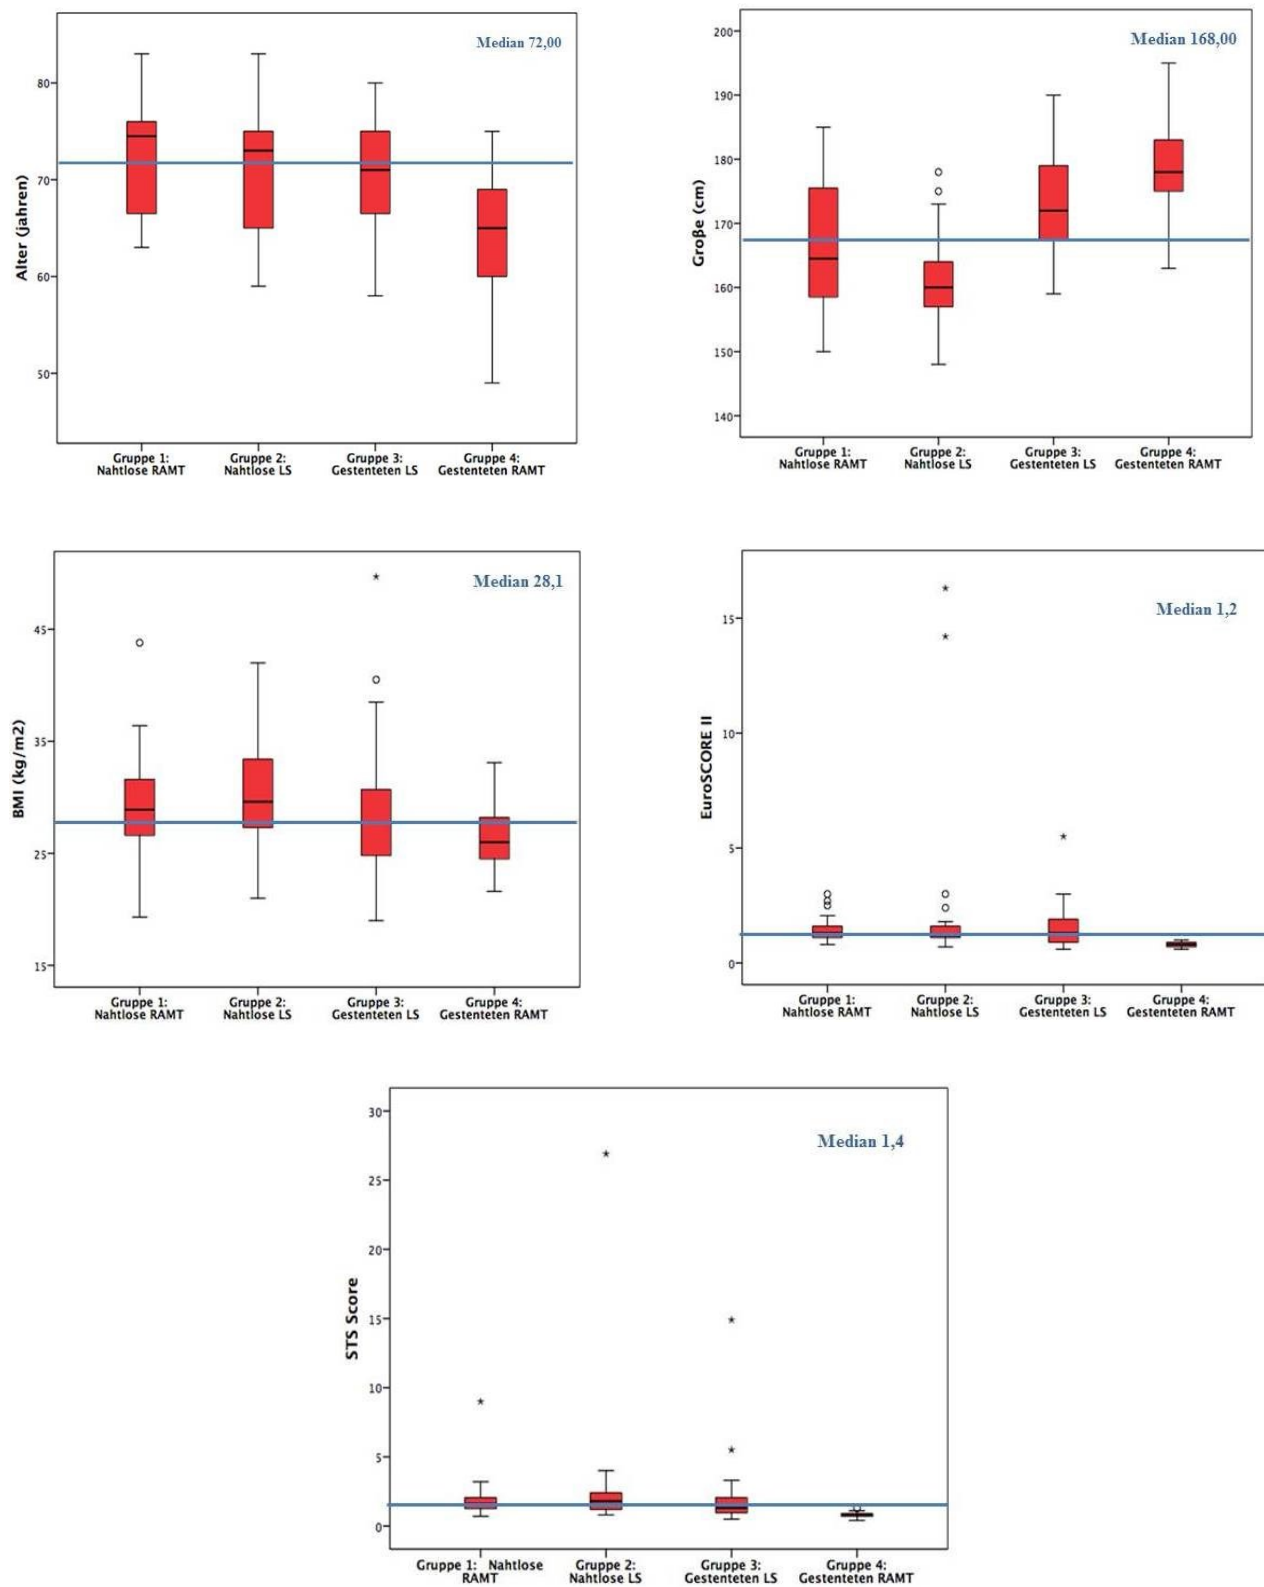 Median 72,00
80
70
60
50
Alter (jahren)
Gruppe 1:
Nahtlose RAMT
Gruppe 2:
Nahtlose LS
Gruppe 3:
Gestenteten LS
Gruppe 4:
Gestenteten RAMT
Median 168,00
200
190
180
170
160
150
140
Große (cm)
Gruppe 1:
Nahtlose RAMT
Gruppe 2:
Nahtlose LS
Gruppe 3:
Gestenteten LS
Gruppe 4:
Gestenteten RAMT
Median 28,1
45
35
25
15
BMI (kg/m2)
Gruppe 1:
Nahtlose RAMT
Gruppe 2:
Nahtlose LS
Gruppe 3:
Gestenteten LS
Gruppe 4:
Gestenteten RAMT
Median 1,2
15
10
5
0
EuroSCORE II
Gruppe 1:
Nahtlose RAMT
Gruppe 2:
Nahtlose LS
Gruppe 3:
Gestenteten LS
Gruppe 4:
Gestenteten RAMT
Median 1,4
30
25
20
15
10
5
0
STS Score
Gruppe 1: Nahtlose
RAMT
Gruppe 2:
Nahtlose LS
Gruppe 3:
Gestenteten LS
Gruppe 4:
Gestenteten RAMT